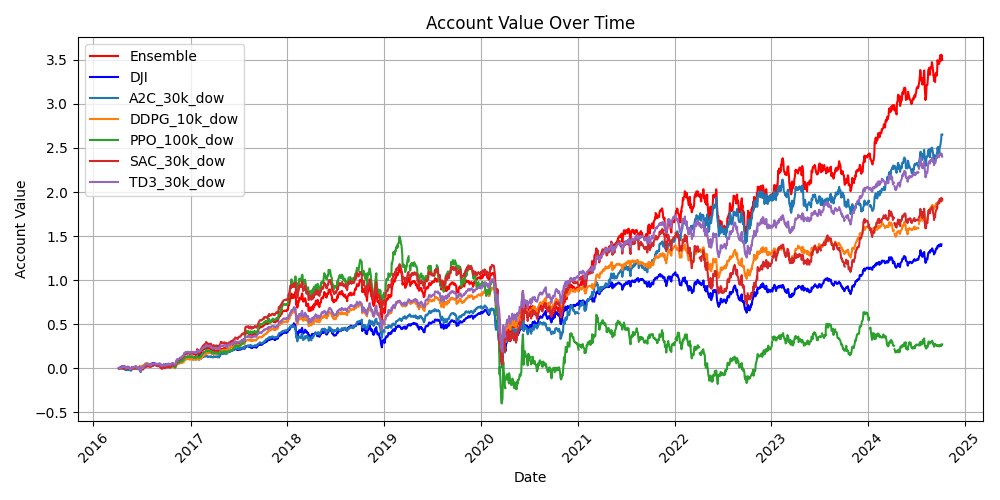 Account Value Over Time
Ensemble
DJI
A2C_30k_dow
DDPG_10k_dow
PPO_100k_dow
SAC_30k_dow
TD3_30k_dow
3.5
3.0
2.5
2.0
1.5
1.0
0.5
0.0
−0.5
Account Value
2016
2017
2018
2019
2020
2021
2022
2023
2024
2025
Date